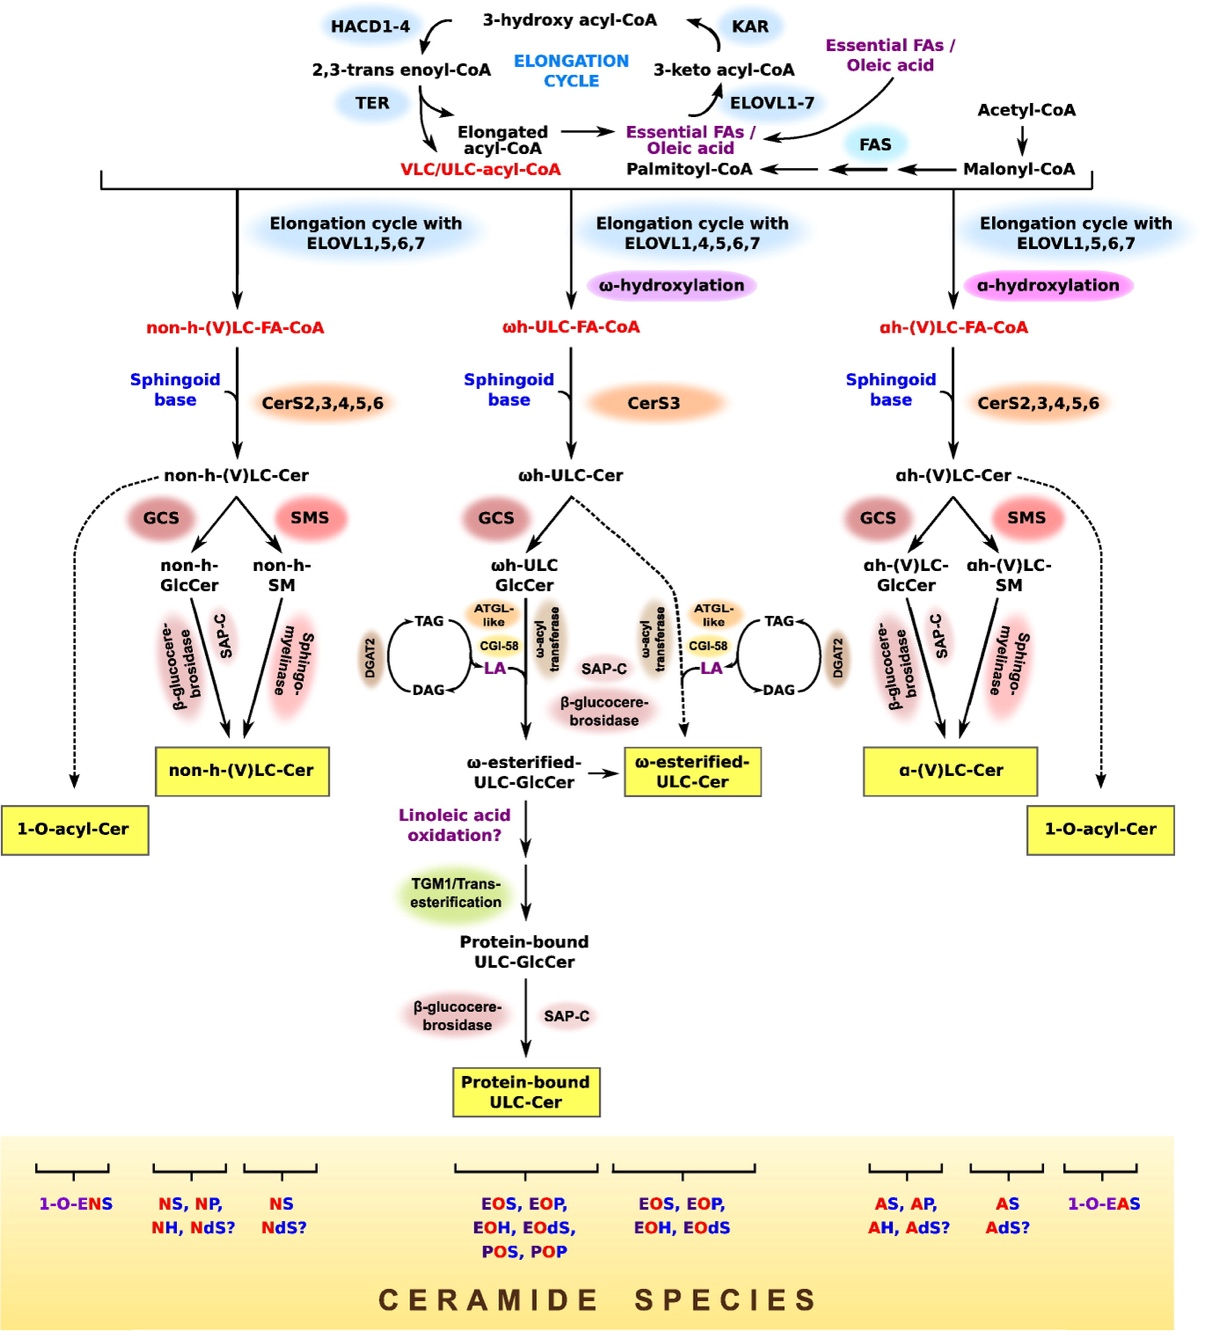 HACD1-4
3-hydroxy acyl-CoA
KAR
2,3-trans enoyl-CoA
ELONGATION
CYCLE
3-keto acyl-CoA
Essential FAs /
Oleic acid
TER
ELOVL1-7
Elongated
acyl-CoA
Essential FAs /
Oleic acid
Acetyl-CoA
FAS
VLC/ULC-acyl-CoA
Palmitoyl-CoA
Malonyl-CoA
Elongation cycle with
ELOVL1,5,6,7
Elongation cycle with
ELOVL1,4,5,6,7
Elongation cycle with
ELOVL1,5,6,7
ω-hydroxylation
ɑ-hydroxylation
non-h-(V)LC-FA-CoA
ωh-ULC-FA-CoA
ɑh-(V)LC-FA-CoA
Sphingoid
base
CerS2,3,4,5,6
Sphingoid
base
CerS3
Sphingoid
base
CerS2,3,4,5,6
non-h-(V)LC-Cer
ωh-ULC-Cer
ɑh-(V)LC-Cer
GCS
SMS
GCS
GCS
SMS
non-h-
GlcCer
non-h-
SM
ωh-ULC
GlcCer
ɑh-(V)LC-
GlcCer
ɑh-(V)LC-
SM
β-glucocere-
brosidase
SAP-C
Sphingo-
myelinase
DGAT2
TAG
DAG
ATGL-
like
CGI-58
LA
ω-acyl
transferase
SAP-C
β-glucocere-
brosidase
ω-acyl
transferase
ATGL-
like
CGI-58
LA
TAG
DAG
DGAT2
β-glucocere-
brosidase
SAP-C
Sphingo-
myelinase
non-h-(V)LC-Cer
ω-esterified-
ULC-GlcCer
ω-esterified-
ULC-Cer
ɑ-(V)LC-Cer
1-O-acyl-Cer
Linoleic acid
oxidation?
1-O-acyl-Cer
TGM1/Trans-
esterification
Protein-bound
ULC-GlcCer
β-glucocere-
brosidase
SAP-C
Protein-bound
ULC-Cer
1-O-ENS
NS, NP,
NH, NdS?
NS
NdS?
EOS, EOP,
EOH, EOdS,
POS, POP
EOS, EOP,
EOH, EOdS
AS, AP,
AH, AdS?
AS
AdS?
1-O-EAS
CERAMIDE SPECIES